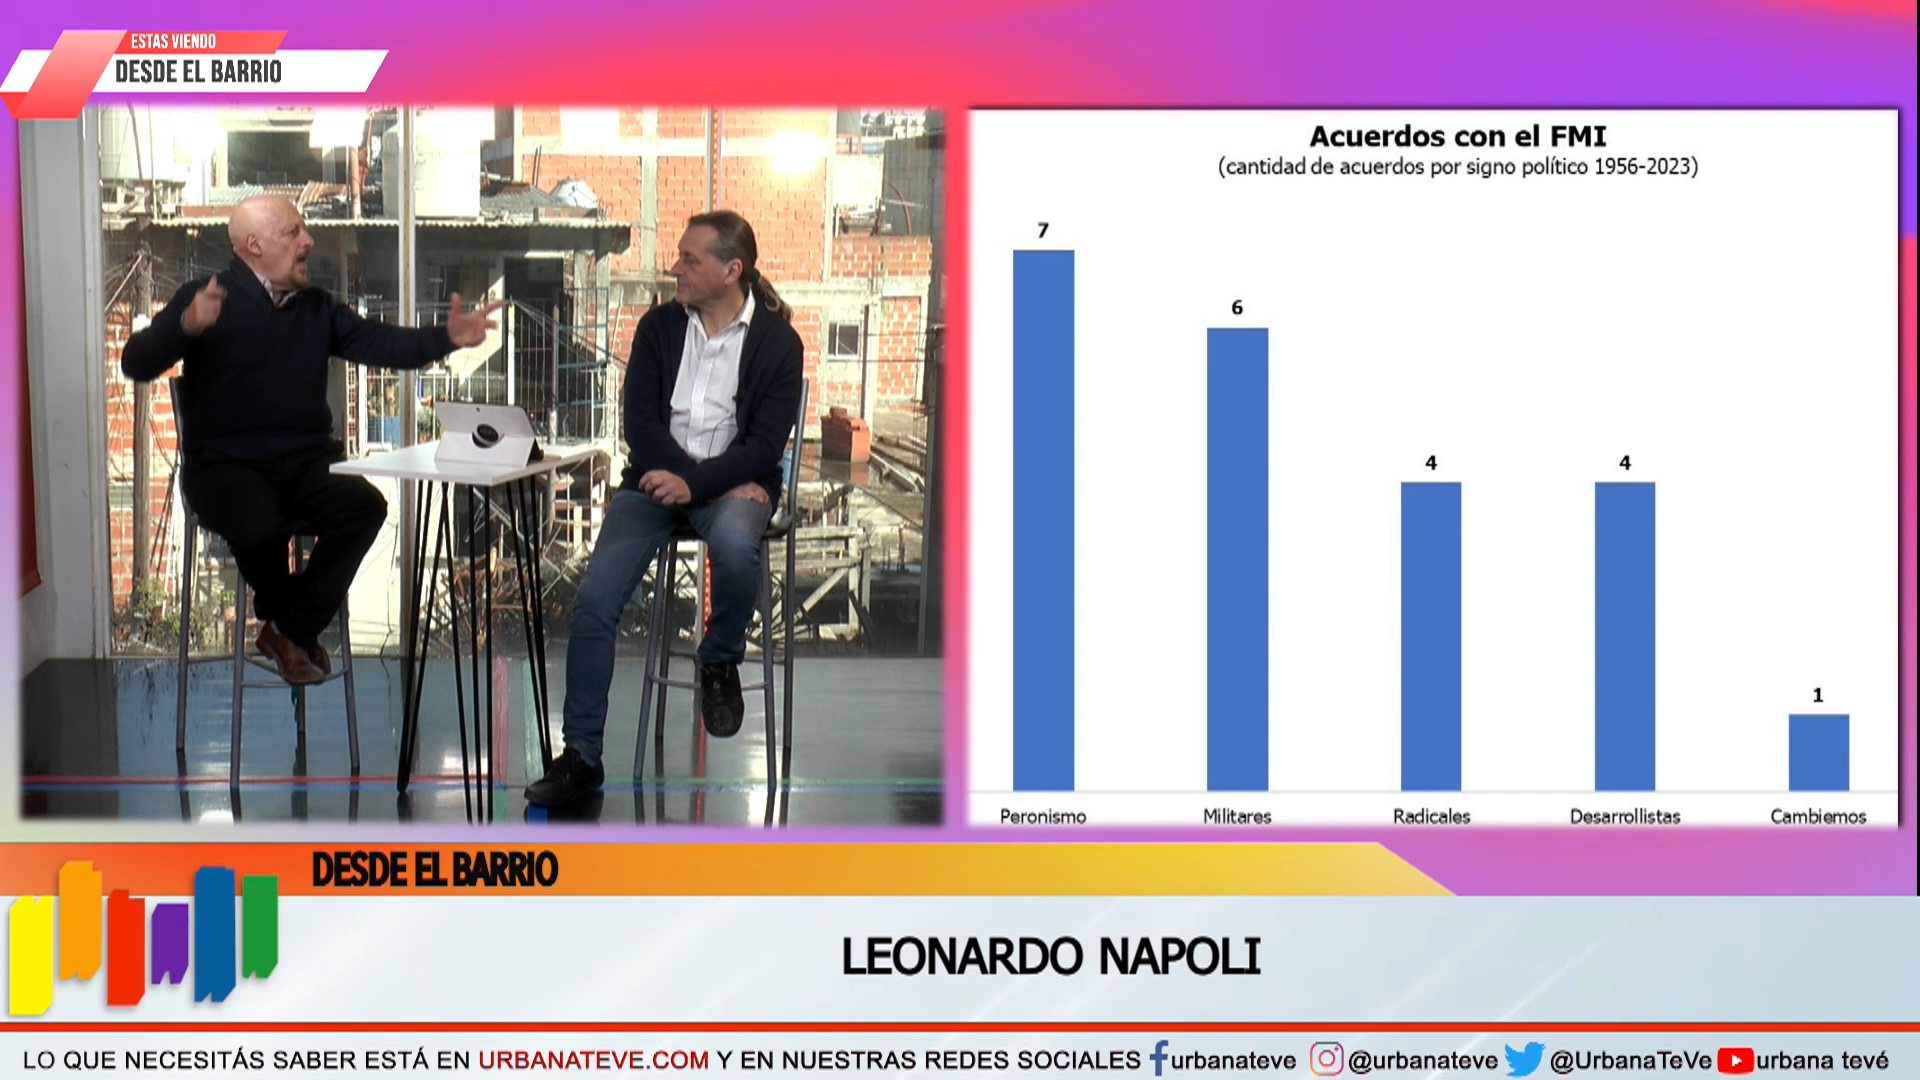 ESTAS VIENDO
DESDE EL BARRIO
Acuerdos con el FMI
(cantidad de acuerdos por signo político 1956-2023)
7
6
4
4
1
Peronismo
Militares
Radicales
Desarrollistas
Cambiemos
DESDE EL BARRIO
LEONARDO NAPOLI
LO QUE NECESITÁS SABER ESTÁ EN URBANATEVE.COM Y EN NUESTRAS REDES SOCIALES urbanateve @urbanateve @UrbanaTeVe urbana tevé